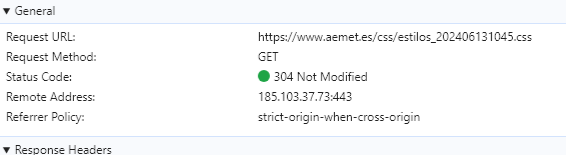 General
Request URL: https://www.aemet.es/css/estilos_202406131045.css
Request Method: GET
Status Code: 304 Not Modified
Remote Address: 185.103.37.73:443
Referrer Policy: strict-origin-when-cross-origin
Response Headers